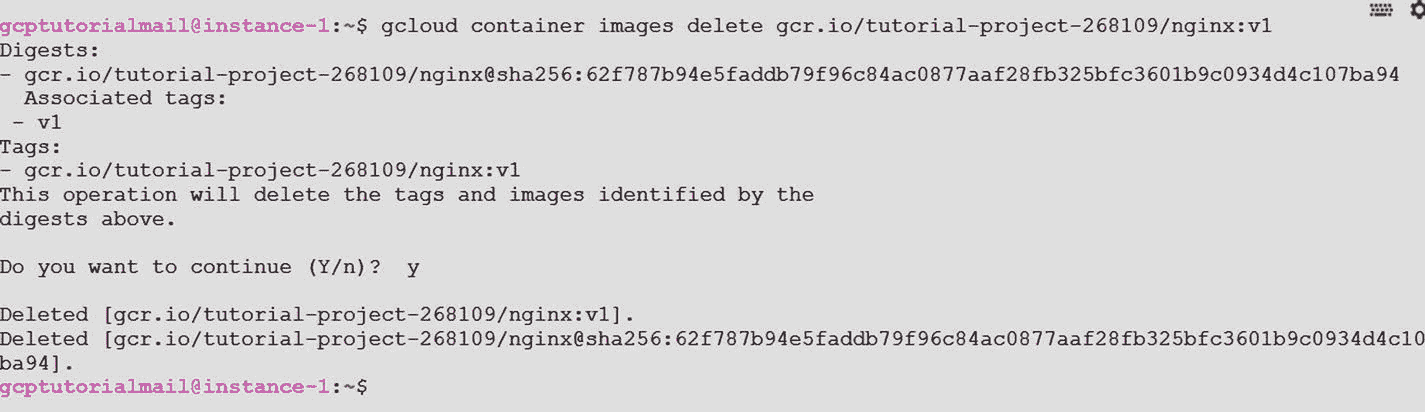 gcptutorialmail@instance-1:~$ gcloud container images delete gcr.io/tutorial-project-268109/nginx:v1
Digests:
- gcr.io/tutorial-project-268109/nginx@sha256:62f787b94e5faddb79f96c84ac0877aaf28fb325bfc3601b9c0934d4c107ba94
  Associated tags:
 - v1
Tags:
- gcr.io/tutorial-project-268109/nginx:v1
This operation will delete the tags and images identified by the
digests above.

Do you want to continue (Y/n)?  y

Deleted [gcr.io/tutorial-project-268109/nginx:v1].
Deleted [gcr.io/tutorial-project-268109/nginx@sha256:62f787b94e5faddb79f96c84ac0877aaf28fb325bfc3601b9c0934d4c10
ba94].
gcptutorialmail@instance-1:~$